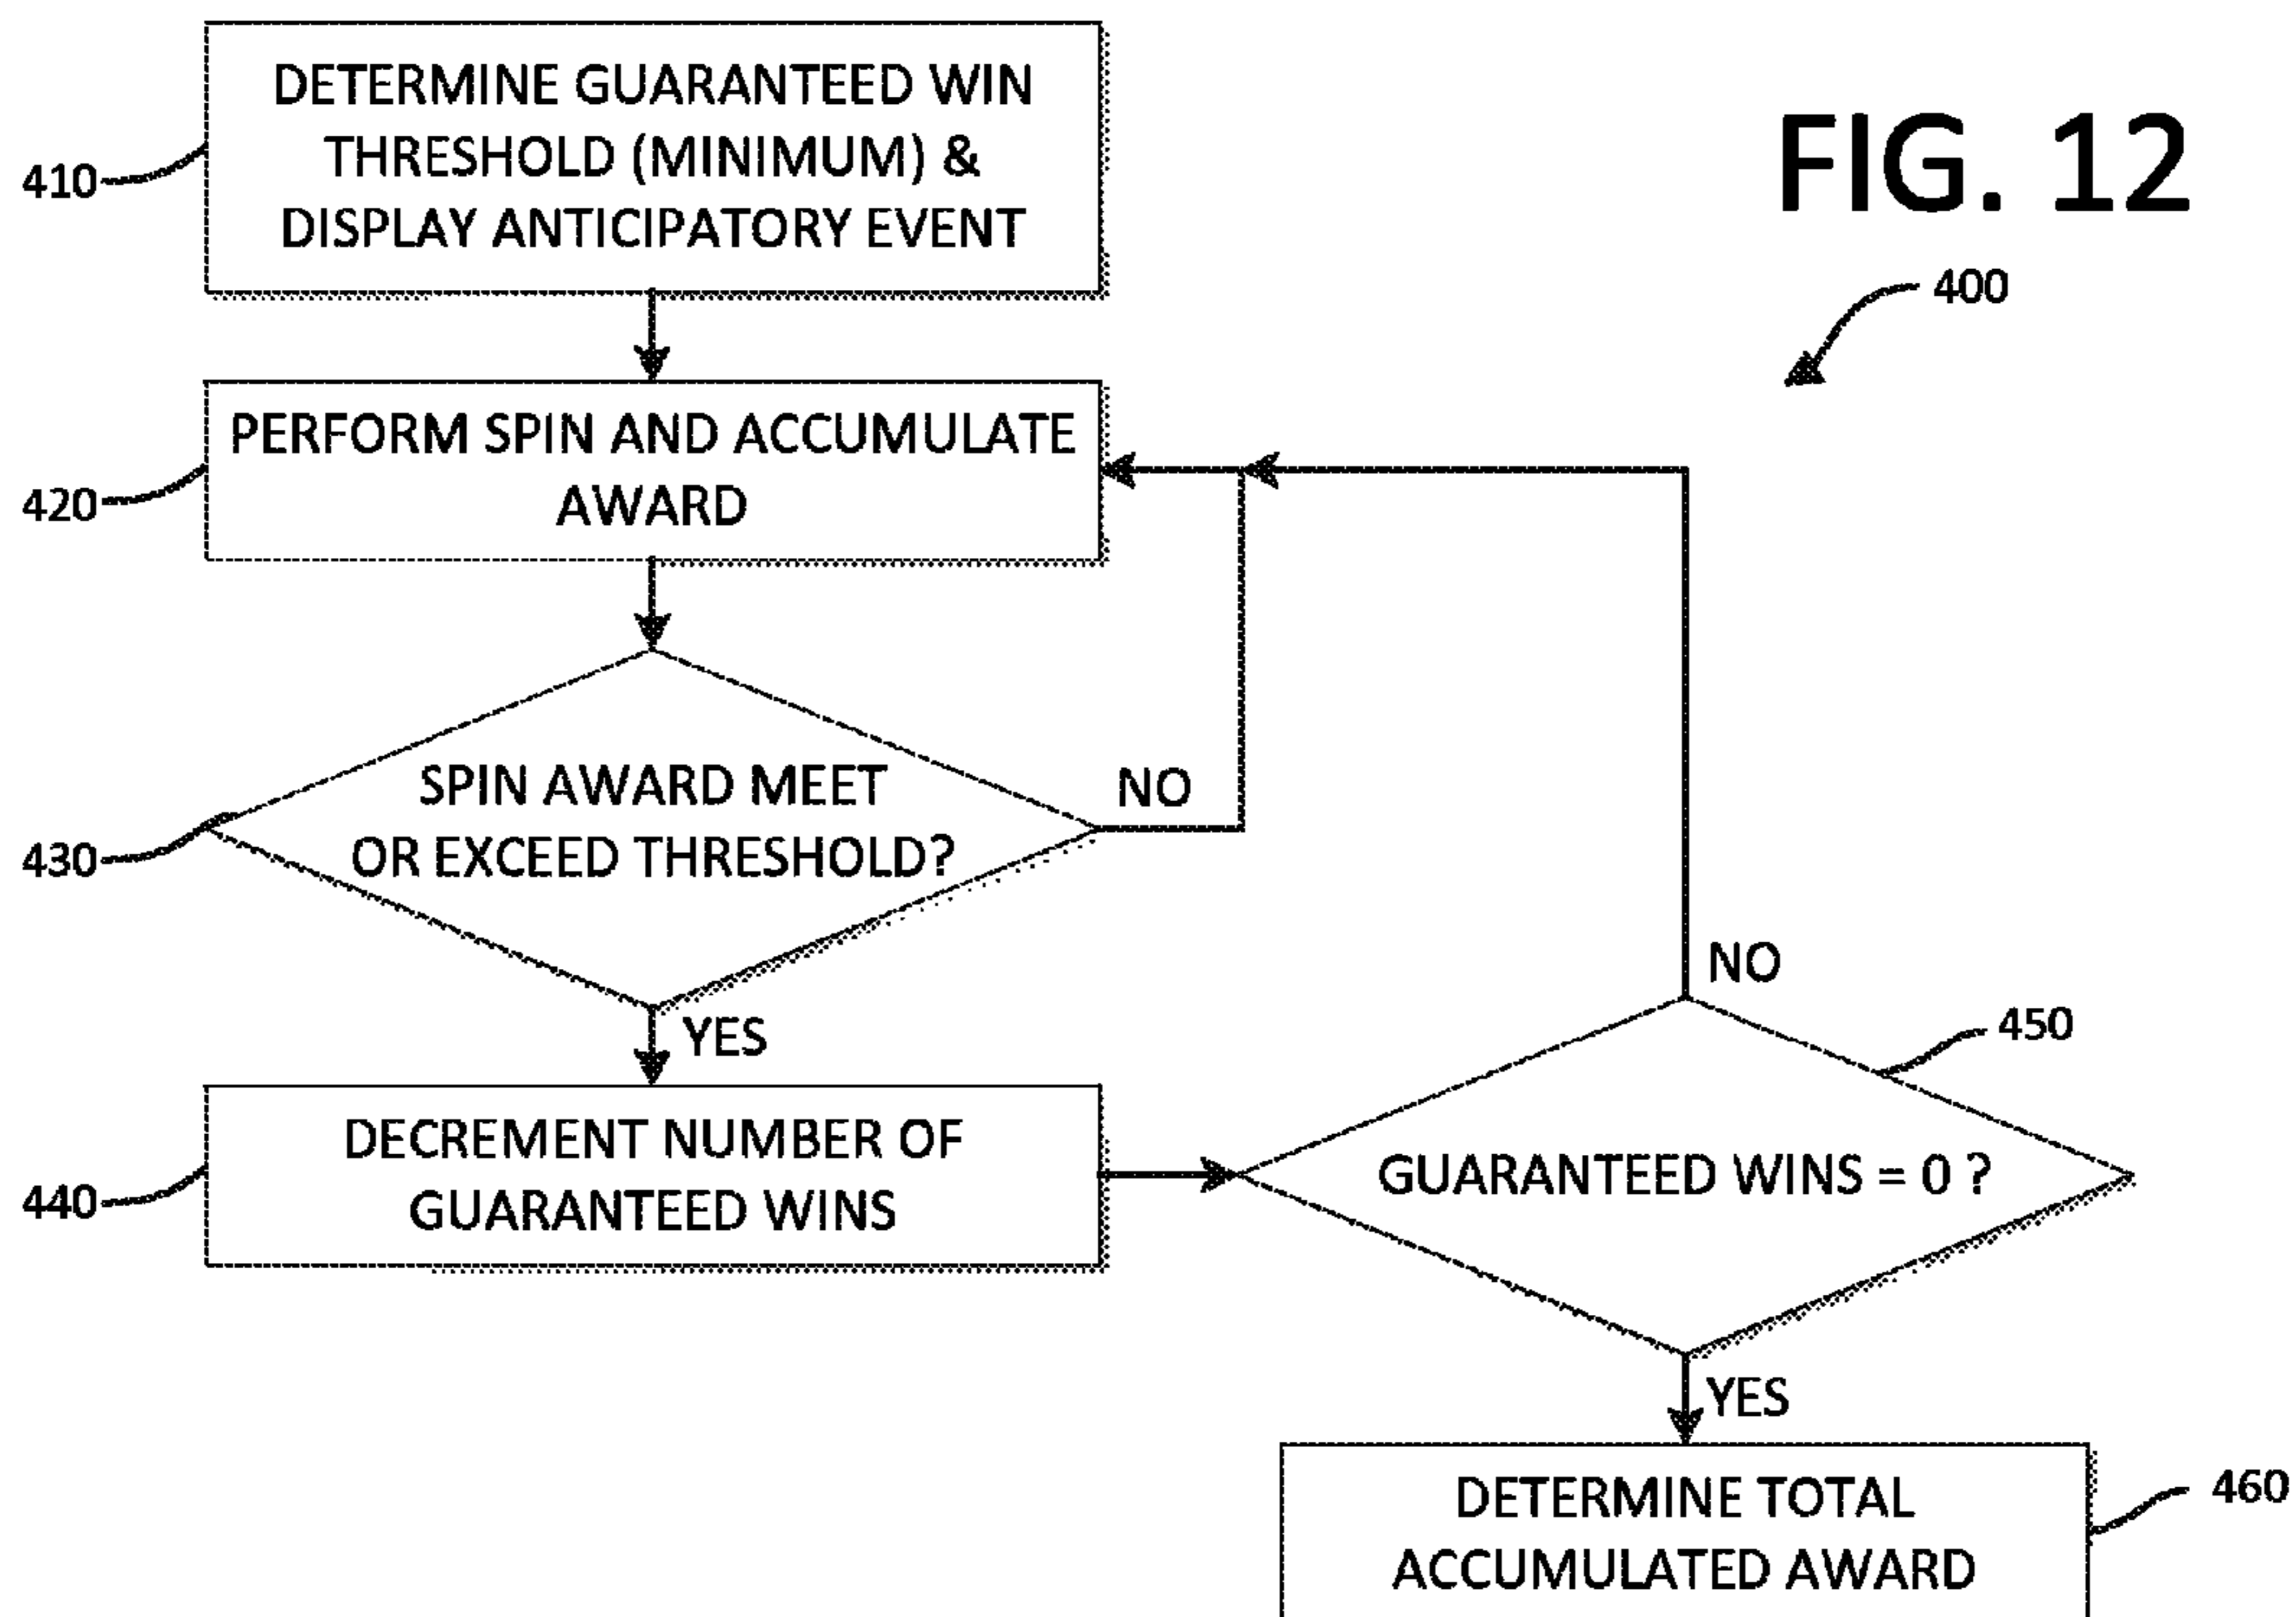 FIG. 12
400
410
DETERMINE GUARANTEED WIN
THRESHOLD (MINIMUM) &
DISPLAY ANTICIPATORY EVENT
420
PERFORM SPIN AND ACCUMULATE
AWARD
430
SPIN AWARD MEET
OR EXCEED THRESHOLD?
NO
YES
440
DECREMENT NUMBER OF
GUARANTEED WINS
450
GUARANTEED WINS = 0 ?
NO
YES
460
DETERMINE TOTAL
ACCUMULATED AWARD